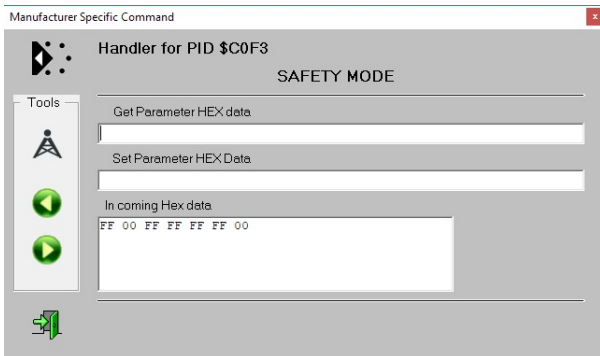 Manufacturer Specific Command
x
Handler for PID $C0F3
SAFETY MODE
Tools
Get Parameter HEX data
Set Parameter HEX Data
In coming Hex data
FF 00 FF FF FF FF 00